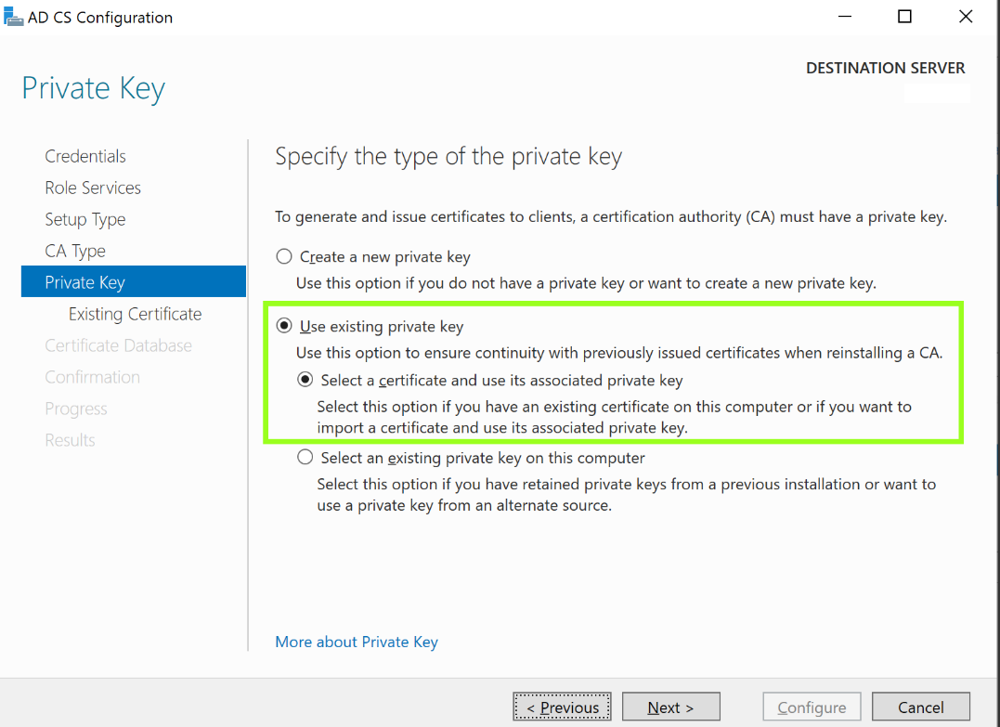 AD CS Configuration
DESTINATION SERVER
Private Key
Credentials
Role Services
Setup Type
CA Type
Private Key
Existing Certificate
Certificate Database
Confirmation
Progress
Results
Specify the type of the private key
To generate and issue certificates to clients, a certification authority (CA) must have a private key.
Create a new private key
Use this option if you do not have a private key or want to create a new private key.
Use existing private key
Use this option to ensure continuity with previously issued certificates when reinstalling a CA.
Select a certificate and use its associated private key
Select this option if you have an existing certificate on this computer or if you want to
import a certificate and use its associated private key.
Select an existing private key on this computer
Select this option if you have retained private keys from a previous installation or want to
use a private key from an alternate source.
More about Private Key
< Previous
Next >
Configure
Cancel